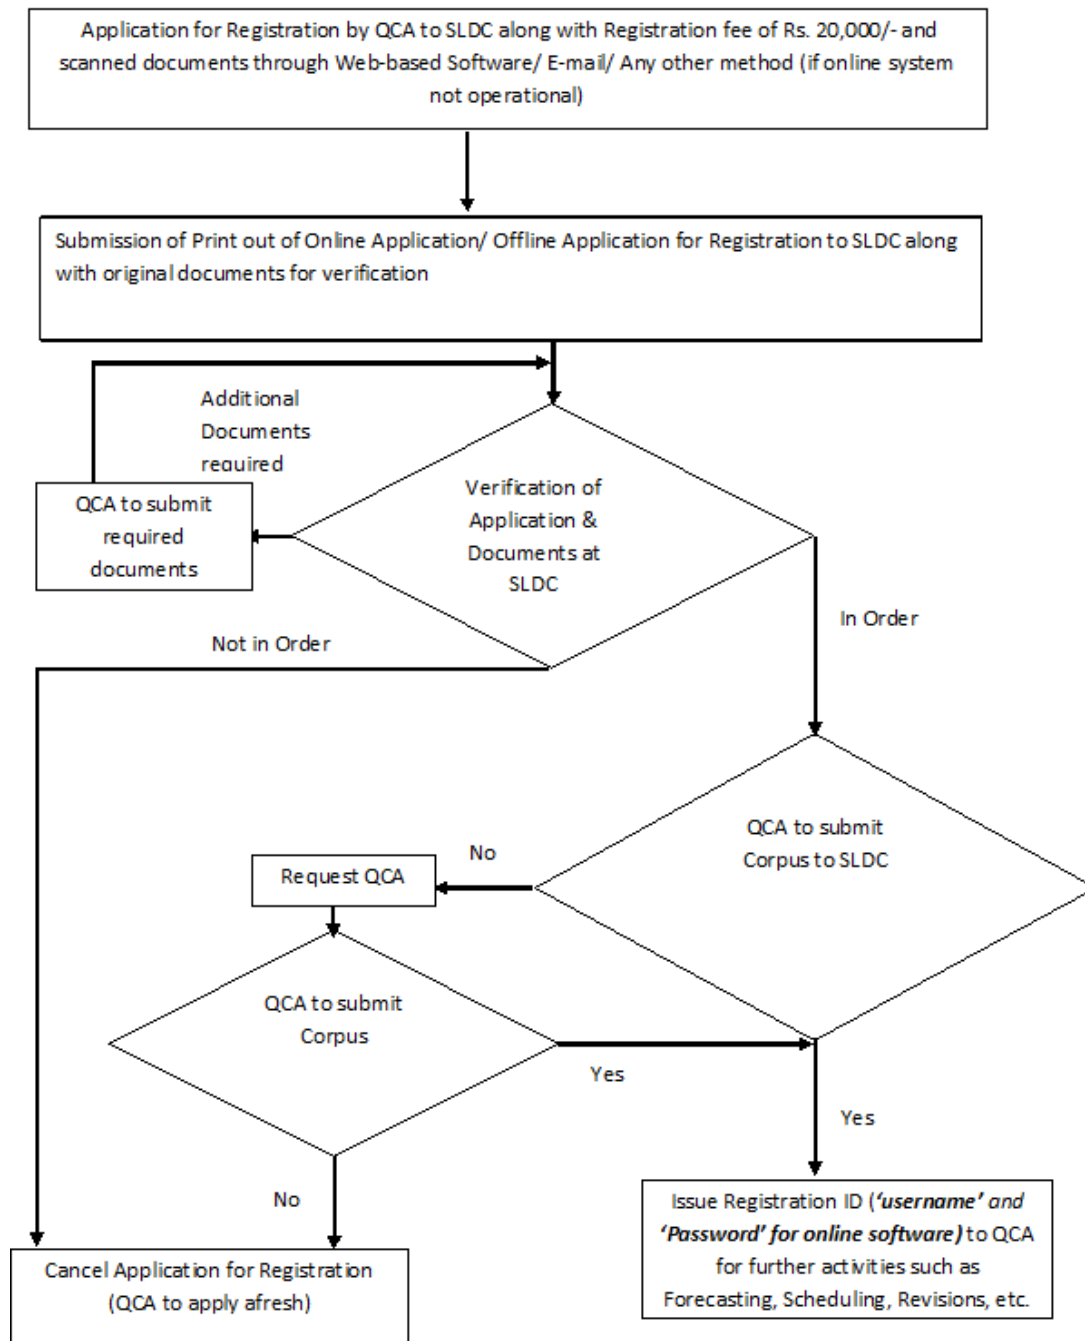 Application for Registration by QCA to SLDC along with Registration fee of Rs. 20,000/- and
scanned documents through Web-based Software/ E-mail/ Any other method (if online system
not operational)
Submission of Print out of Online Application/ Offline Application for Registration to SLDC along
with original documents for verification
Additional
Documents
required
QCA to submit
required
documents
Verification of
Application &
Documents at
SLDC
Not in Order
In Order
QCA to submit
Corpus to SLDC
No
Request QCA
QCA to submit
Corpus
Yes
Yes
No
Issue Registration ID (‘username’ and
‘Password’ for online software) to QCA
for further activities such as
Forecasting, Scheduling, Revisions, etc.
Cancel Application for Registration
(QCA to apply afresh)